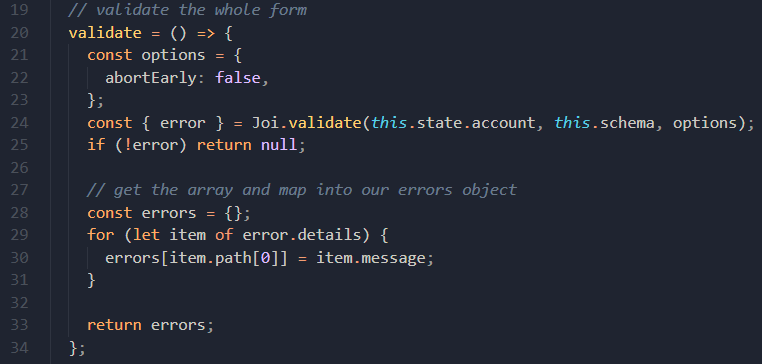 19 // validate the whole form
20 validate = () => {
21 const options = {
22 abortEarly: false,
23 };
24 const { error } = Joi.validate(this.state.account, this.schema, options);
25 if (!error) return null;
26
27 // get the array and map into our errors object
28 const errors = {};
29 for (let item of error.details) {
30 errors[item.path[0]] = item.message;
31 }
32
33 return errors;
34 };